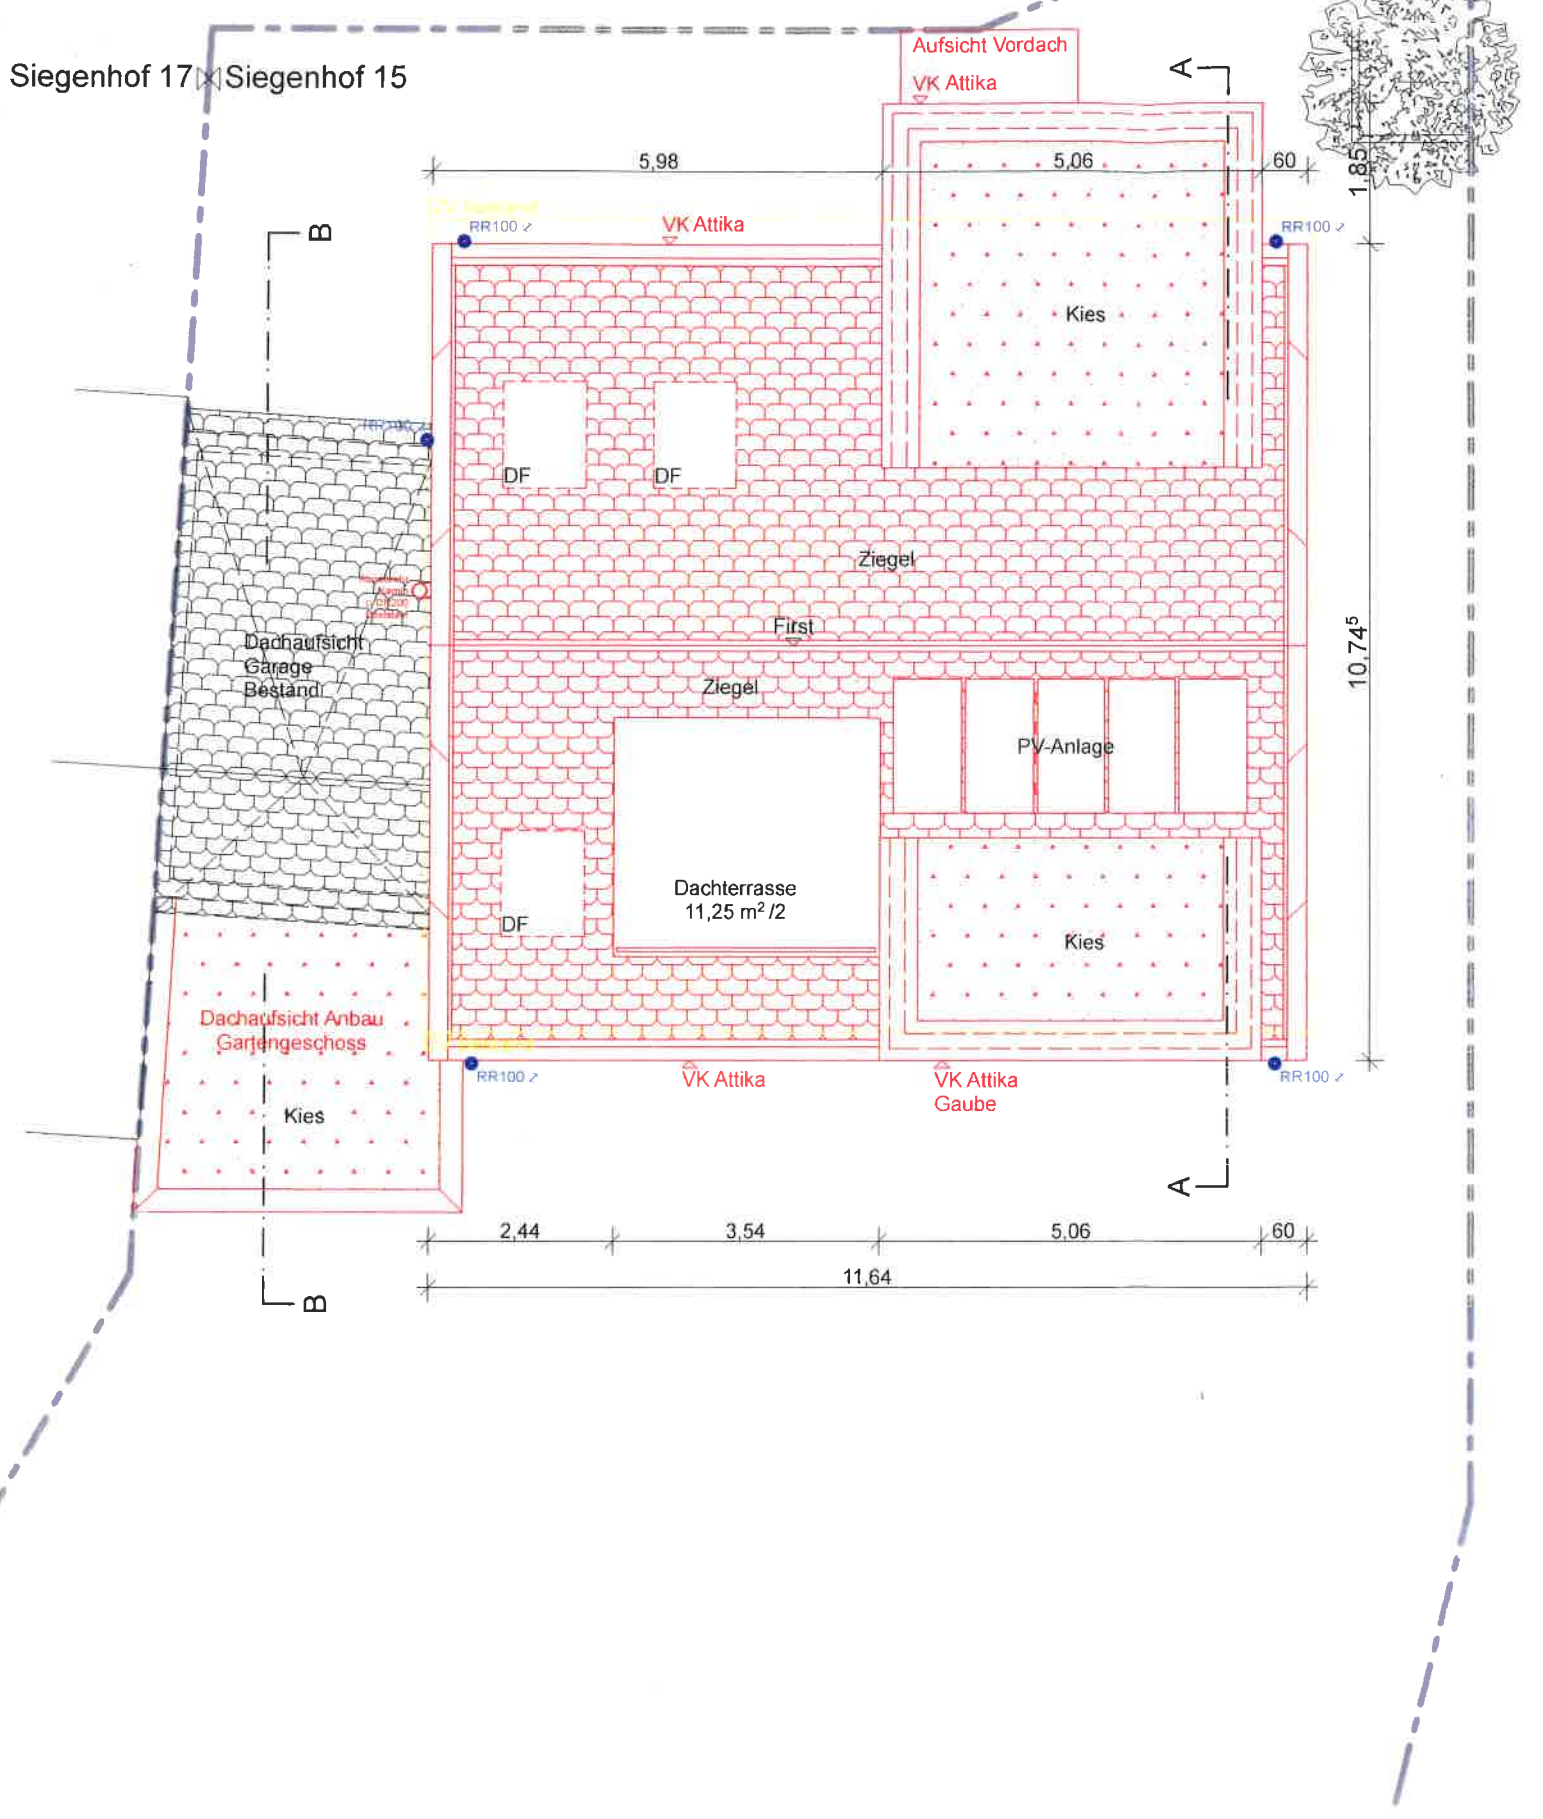 Aufsicht Vordach
VK Attika
A
Siegenhof 17
Siegenhof 15
5,98
5,06
60
1,85
B
RR100
VK Attika
RR100
Kies
DF
DF
Ziegel
First
Dachaufsicht
Garage
Bestand
Ziegel
10,74⁵
PV-Anlage
Dachterrasse
11,25 m² /2
DF
Kies
Dachaufsicht Anbau
Gartengeschoss
Kies
RR100
VK Attika
VK Attika
Gaube
RR100
A
2,44
3,54
5,06
60
11,64
B